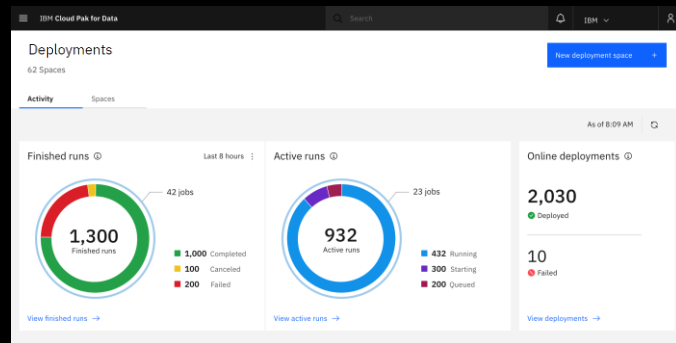 IBM Cloud Pak for Data
Search
IBM
Deployments
62 Spaces
New deployment space +
Activity
Spaces
As of 8:09 AM
Finished runs
Last 8 hours
42 jobs
1,300
Finished runs
1,000 Completed
100 Canceled
200 Failed
View finished runs →
Active runs
23 jobs
932
Active runs
432 Running
300 Starting
200 Queued
View active runs →
Online deployments
2,030
Deployed
10
Failed
View deployments →